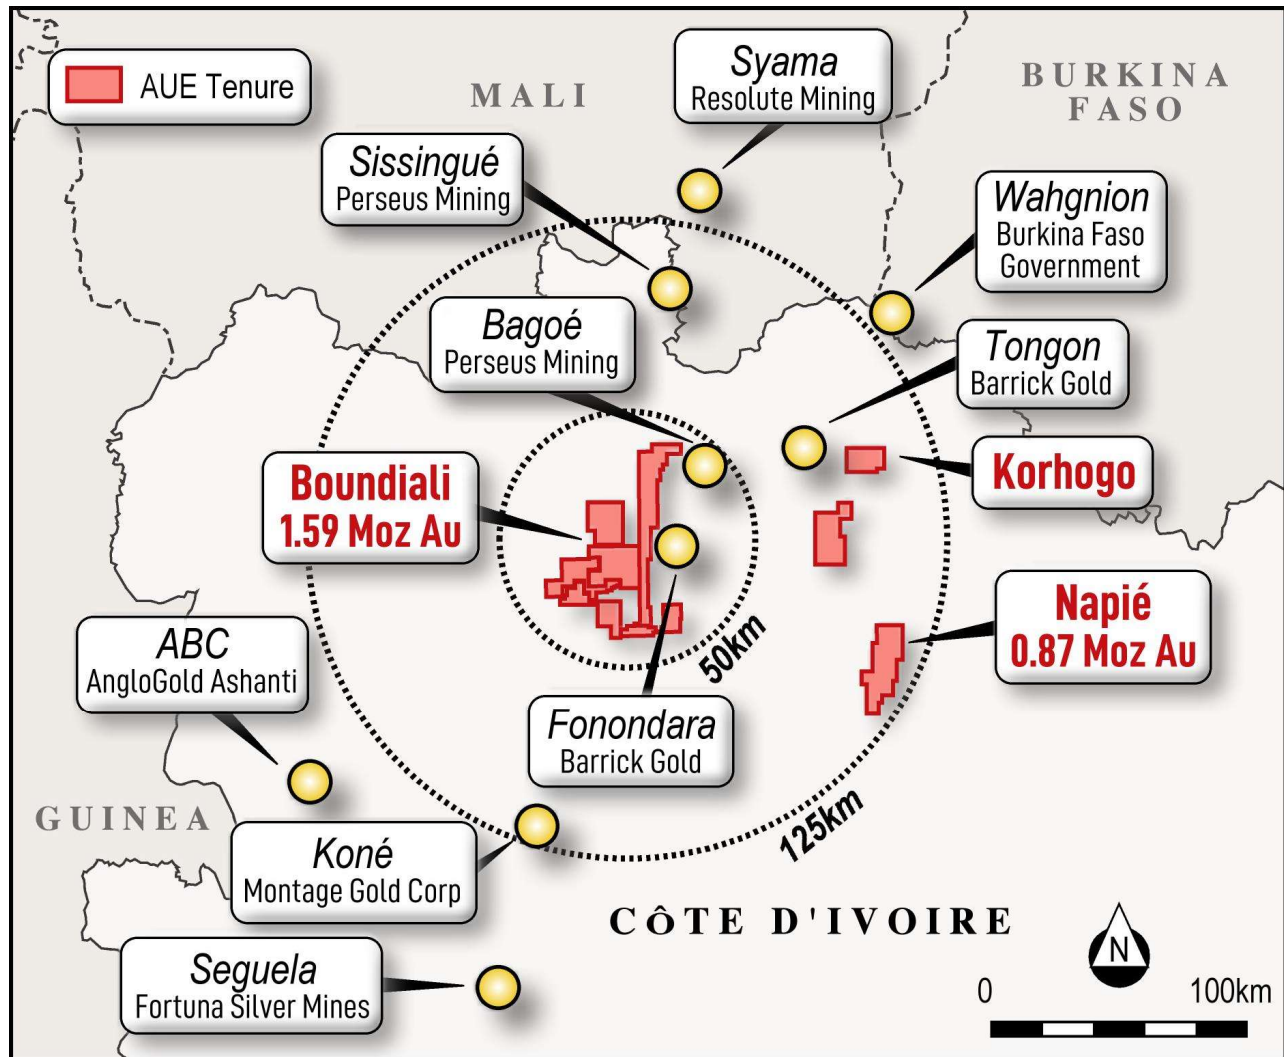 AUE Tenure
MALI
BURKINA
FASO
Syama
Resolute Mining
Sissingué
Perseus Mining
Wahgnion
Burkina Faso
Government
Bagoé
Perseus Mining
Tongon
Barrick Gold
Boundiali
1.59 Moz Au
Korhogo
Napié
0.87 Moz Au
50km
ABC
AngloGold Ashanti
Fonondara
Barrick Gold
125km
GUINEA
Koné
Montage Gold Corp
CÔTE D'IVOIRE
N
Seguela
Fortuna Silver Mines
0
100km